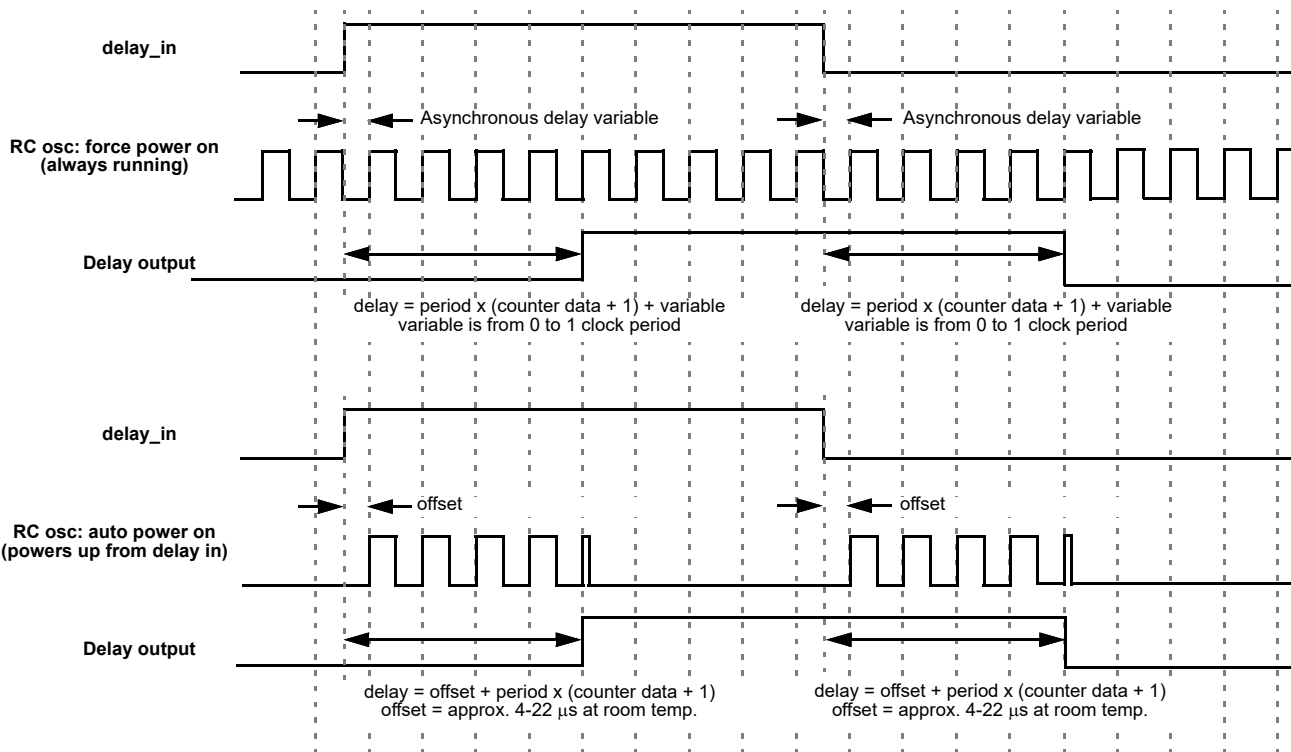 delay_in
Asynchronous delay variable
Asynchronous delay variable
RC osc: force power on
(always running)
Delay output
delay = period x (counter data + 1) + variable
variable is from 0 to 1 clock period
delay = period x (counter data + 1) + variable
variable is from 0 to 1 clock period
delay_in
offset
offset
RC osc: auto power on
(powers up from delay in)
Delay output
delay = offset + period x (counter data + 1)
offset = approx. 4-22 μs at room temp.
delay = offset + period x (counter data + 1)
offset = approx. 4-22 μs at room temp.